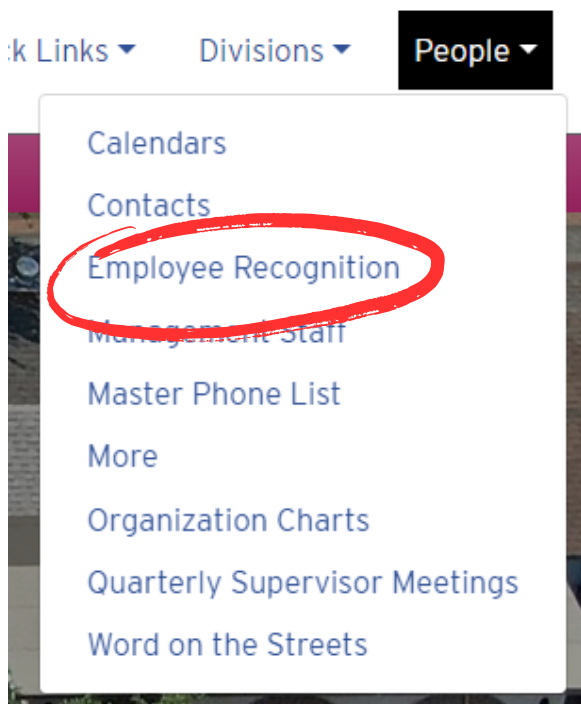 k Links Divisions People
Calendars
Contacts
Employee Recognition
Management Staff
Master Phone List
More
Organization Charts
Quarterly Supervisor Meetings
Word on the Streets